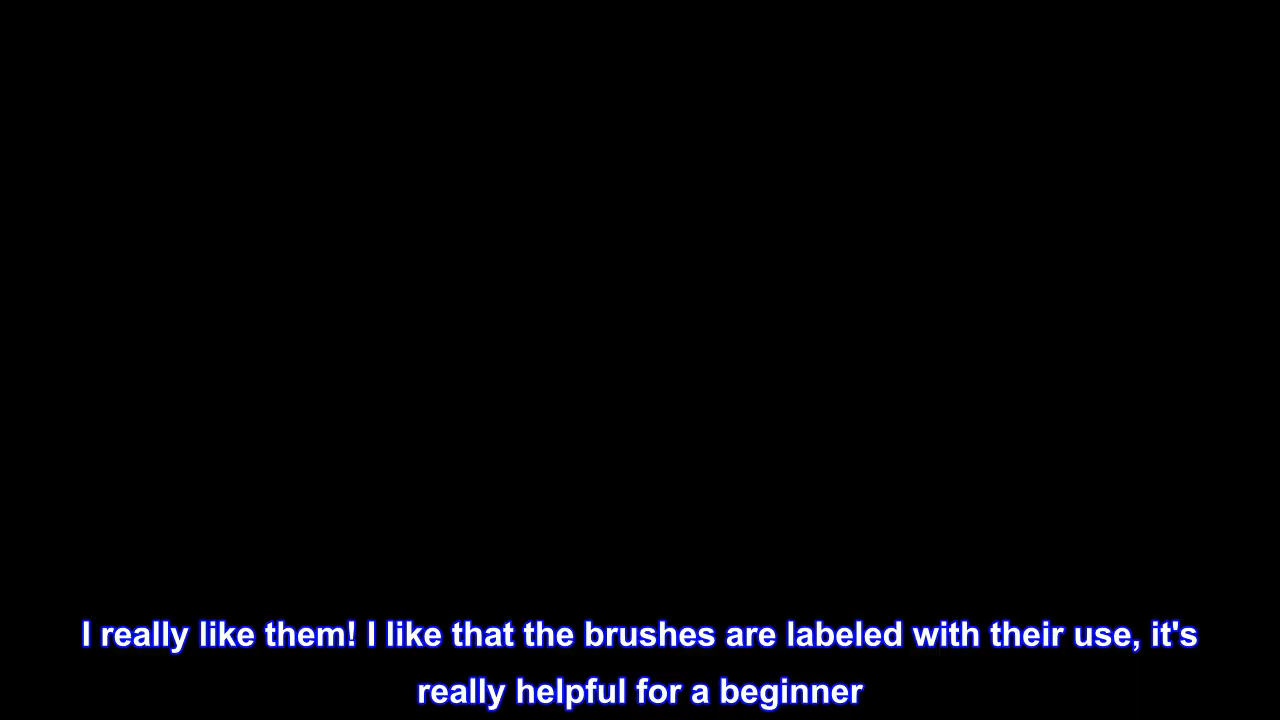 I really like them! I like that the brushes are labeled with their use, it's
really helpful for a beginner